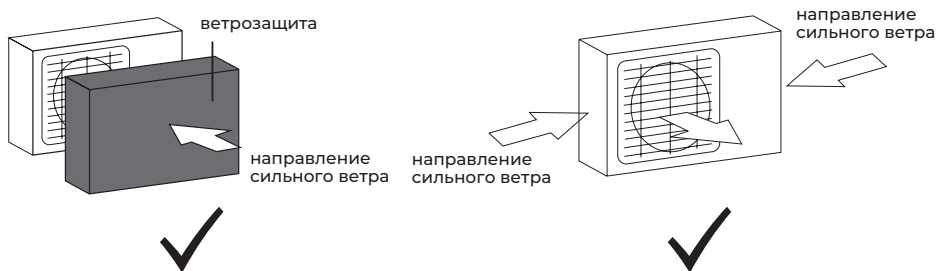 ветрозащита
направление
сильного ветра
направление
сильного ветра
направление
сильного ветра